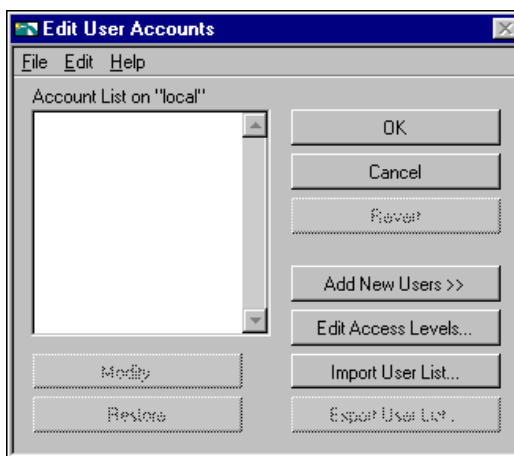 Edit User Accounts
File Edit Help
Account List on "local"
OK
Cancel
Revert
Add New Users >>
Edit Access Levels...
Modify
Import User List...
Restore
Export User List...